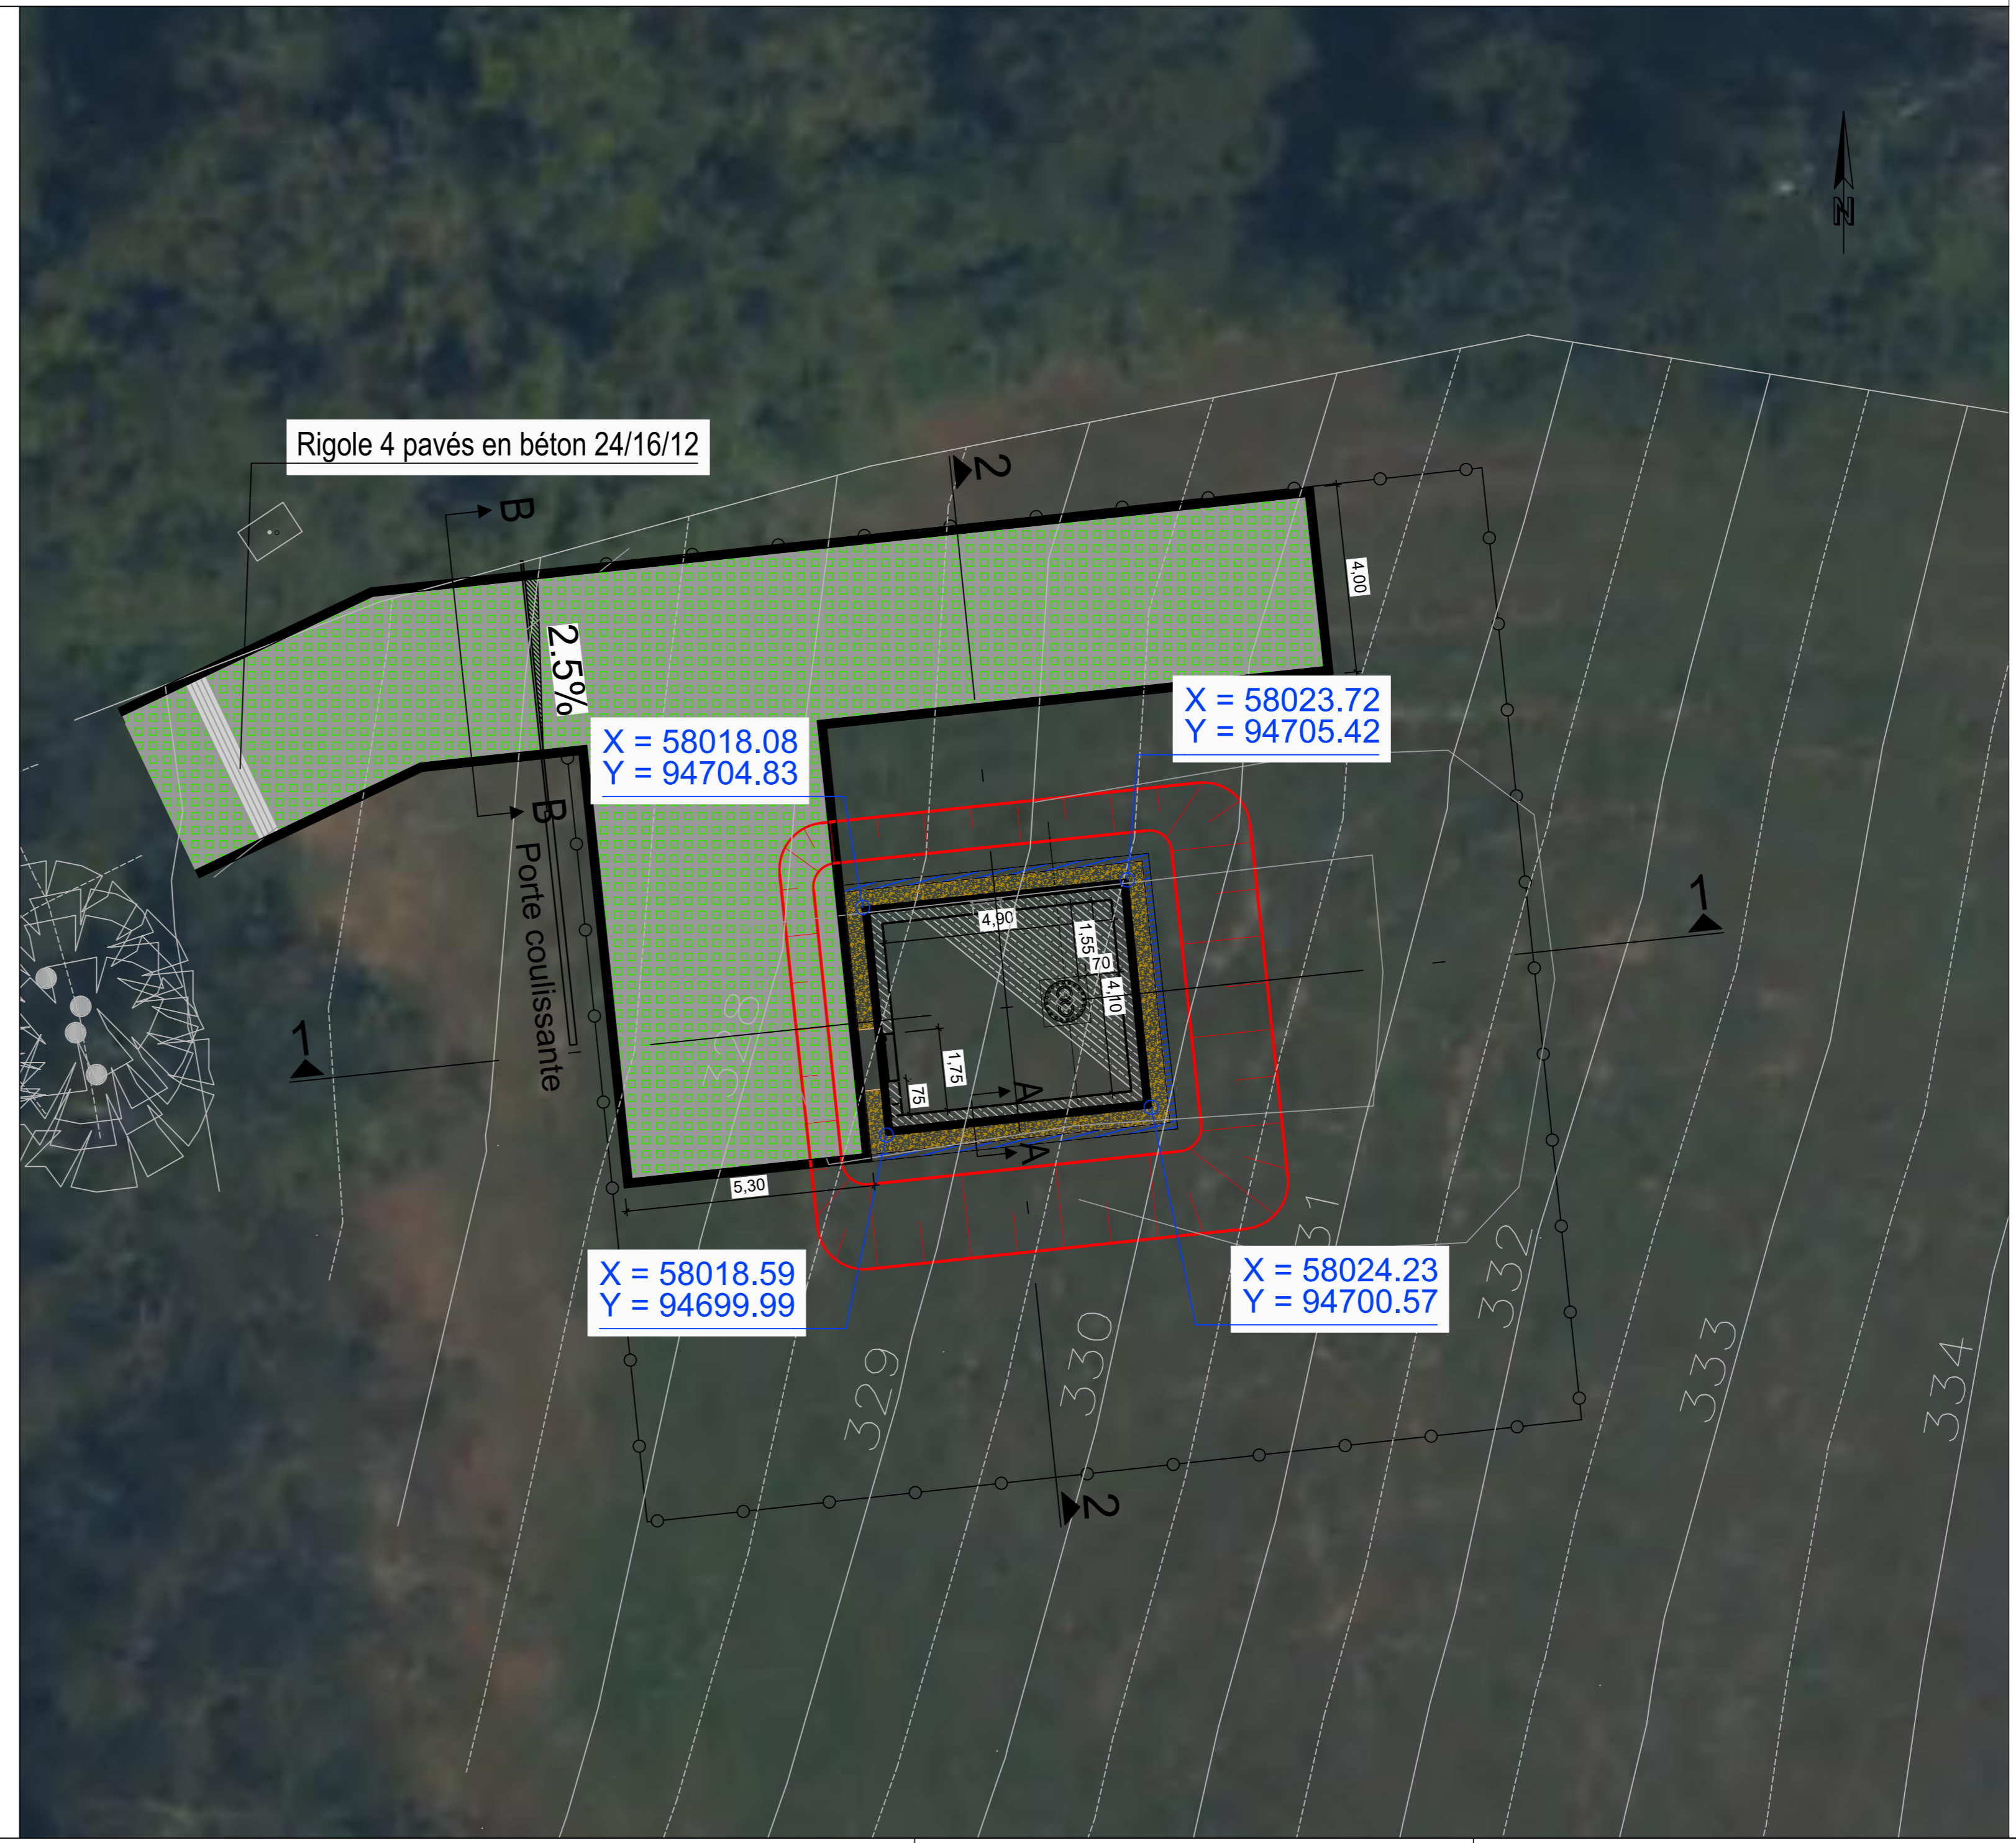 N
Rigole 4 pavés en béton 24/16/12
2
B
4,00
2.5%
X = 58023.72
Y = 94705.42
X = 58018.08
Y = 94704.83
B
Porte coulissante
1
4,90
1,55
70
4,10
328
1
1,75
75
A
A
5,30
X = 58018.59
Y = 94699.99
X = 58024.23
Y = 94700.57
331
332
330
329
333
334
2